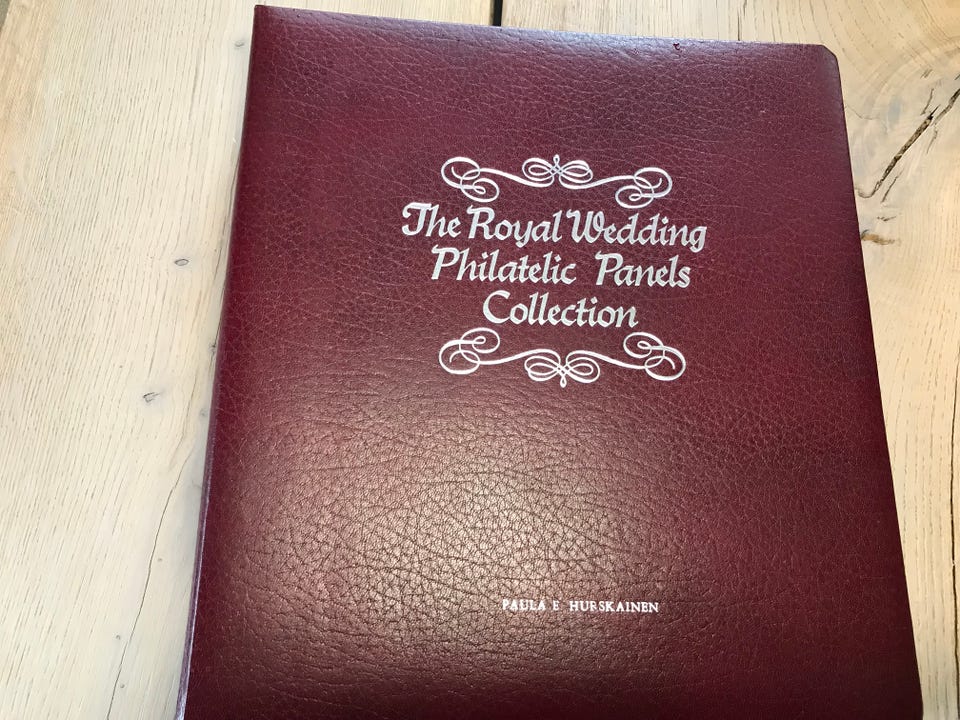 The Royal Wedding
Philatelic Panels
Collection
PAULA E HURSKAINEN